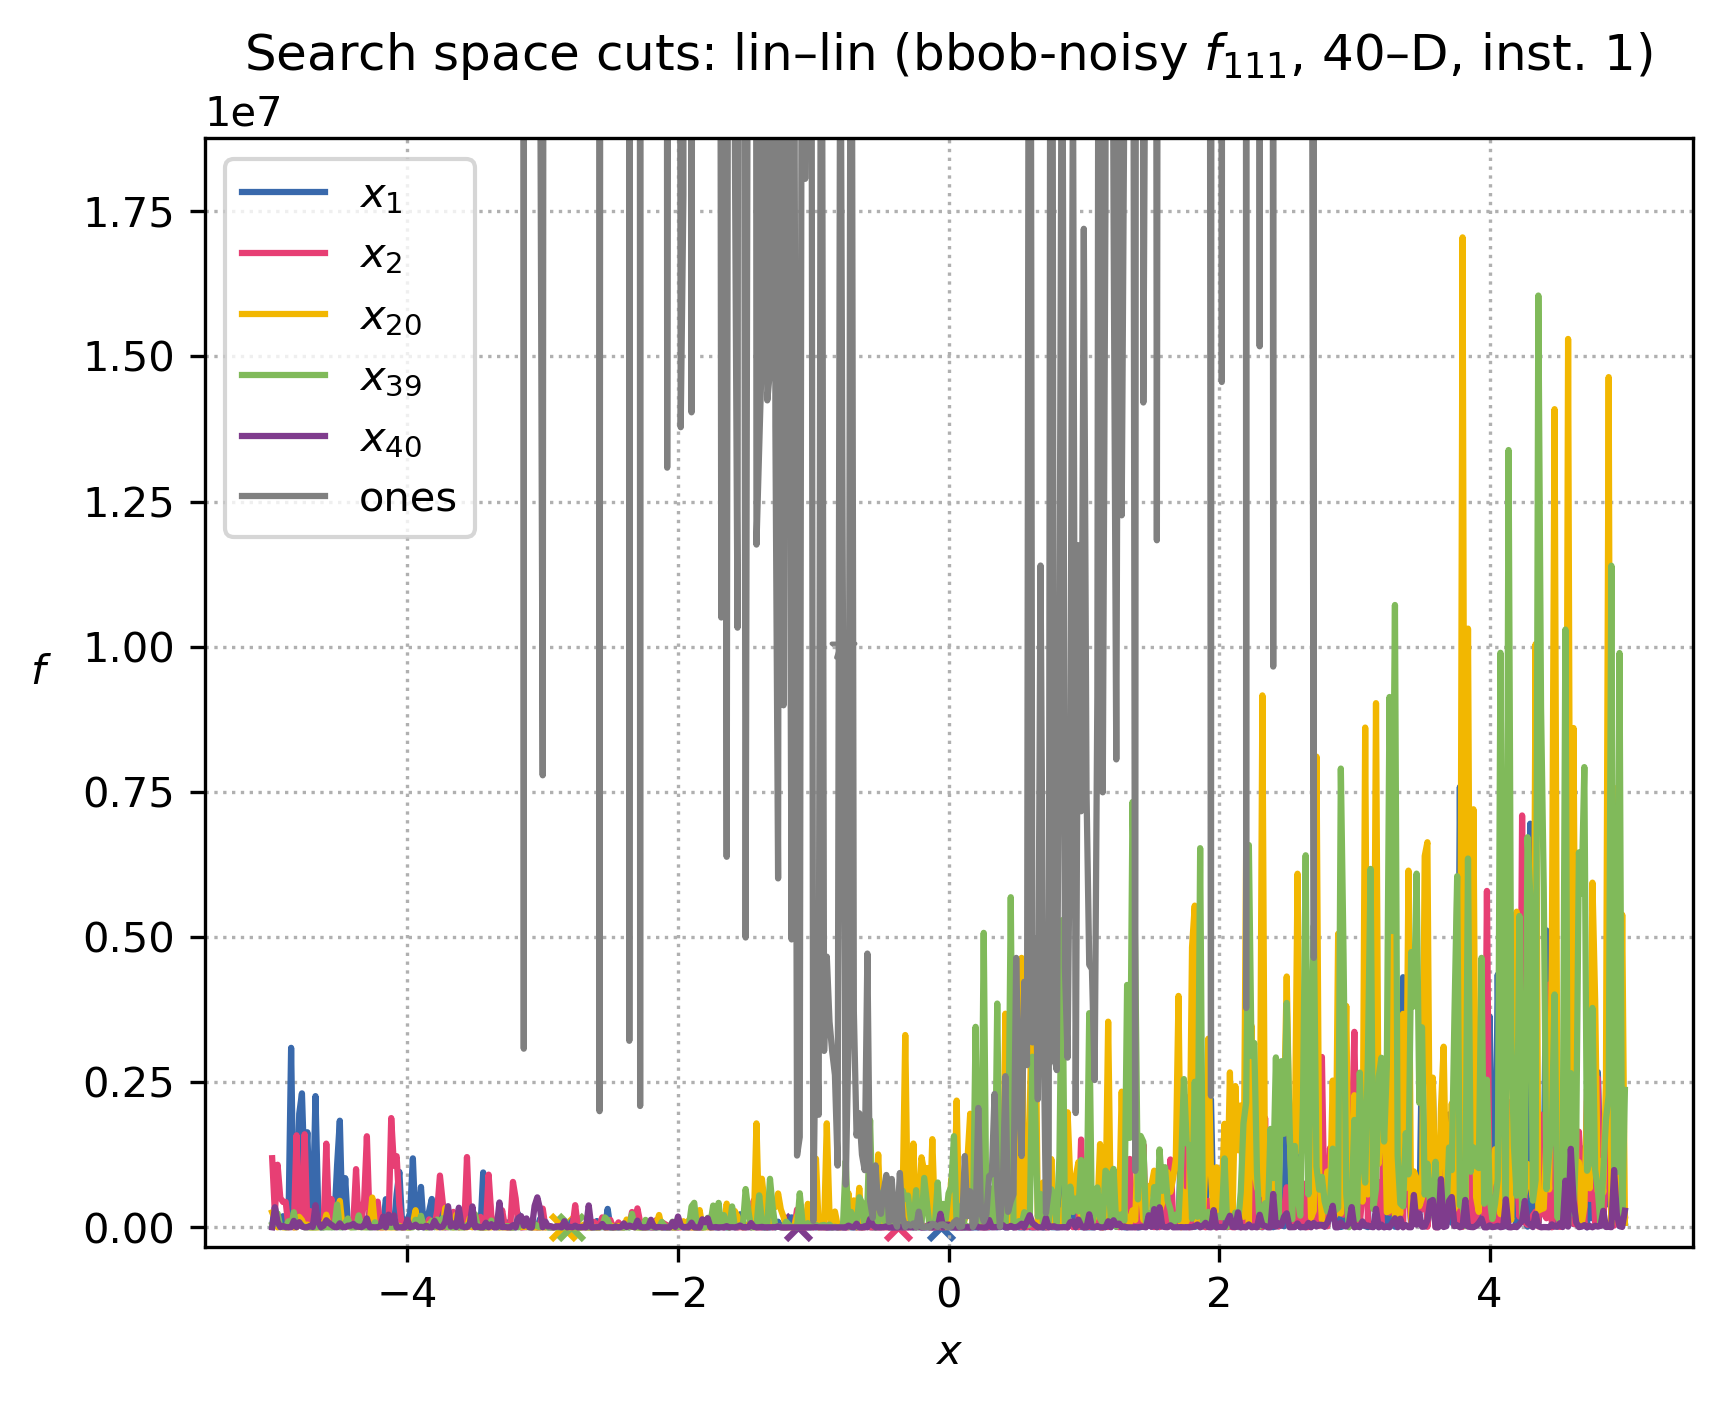 Search space cuts: lin–lin (bbob-noisy f₁₁₁, 40–D, inst. 1)
1e7
x₁
x₂
x₂₀
x₃₉
x₄₀
ones
1.75
1.50
1.25
1.00
0.75
0.50
0.25
0.00
f
−4
−2
0
2
4
x